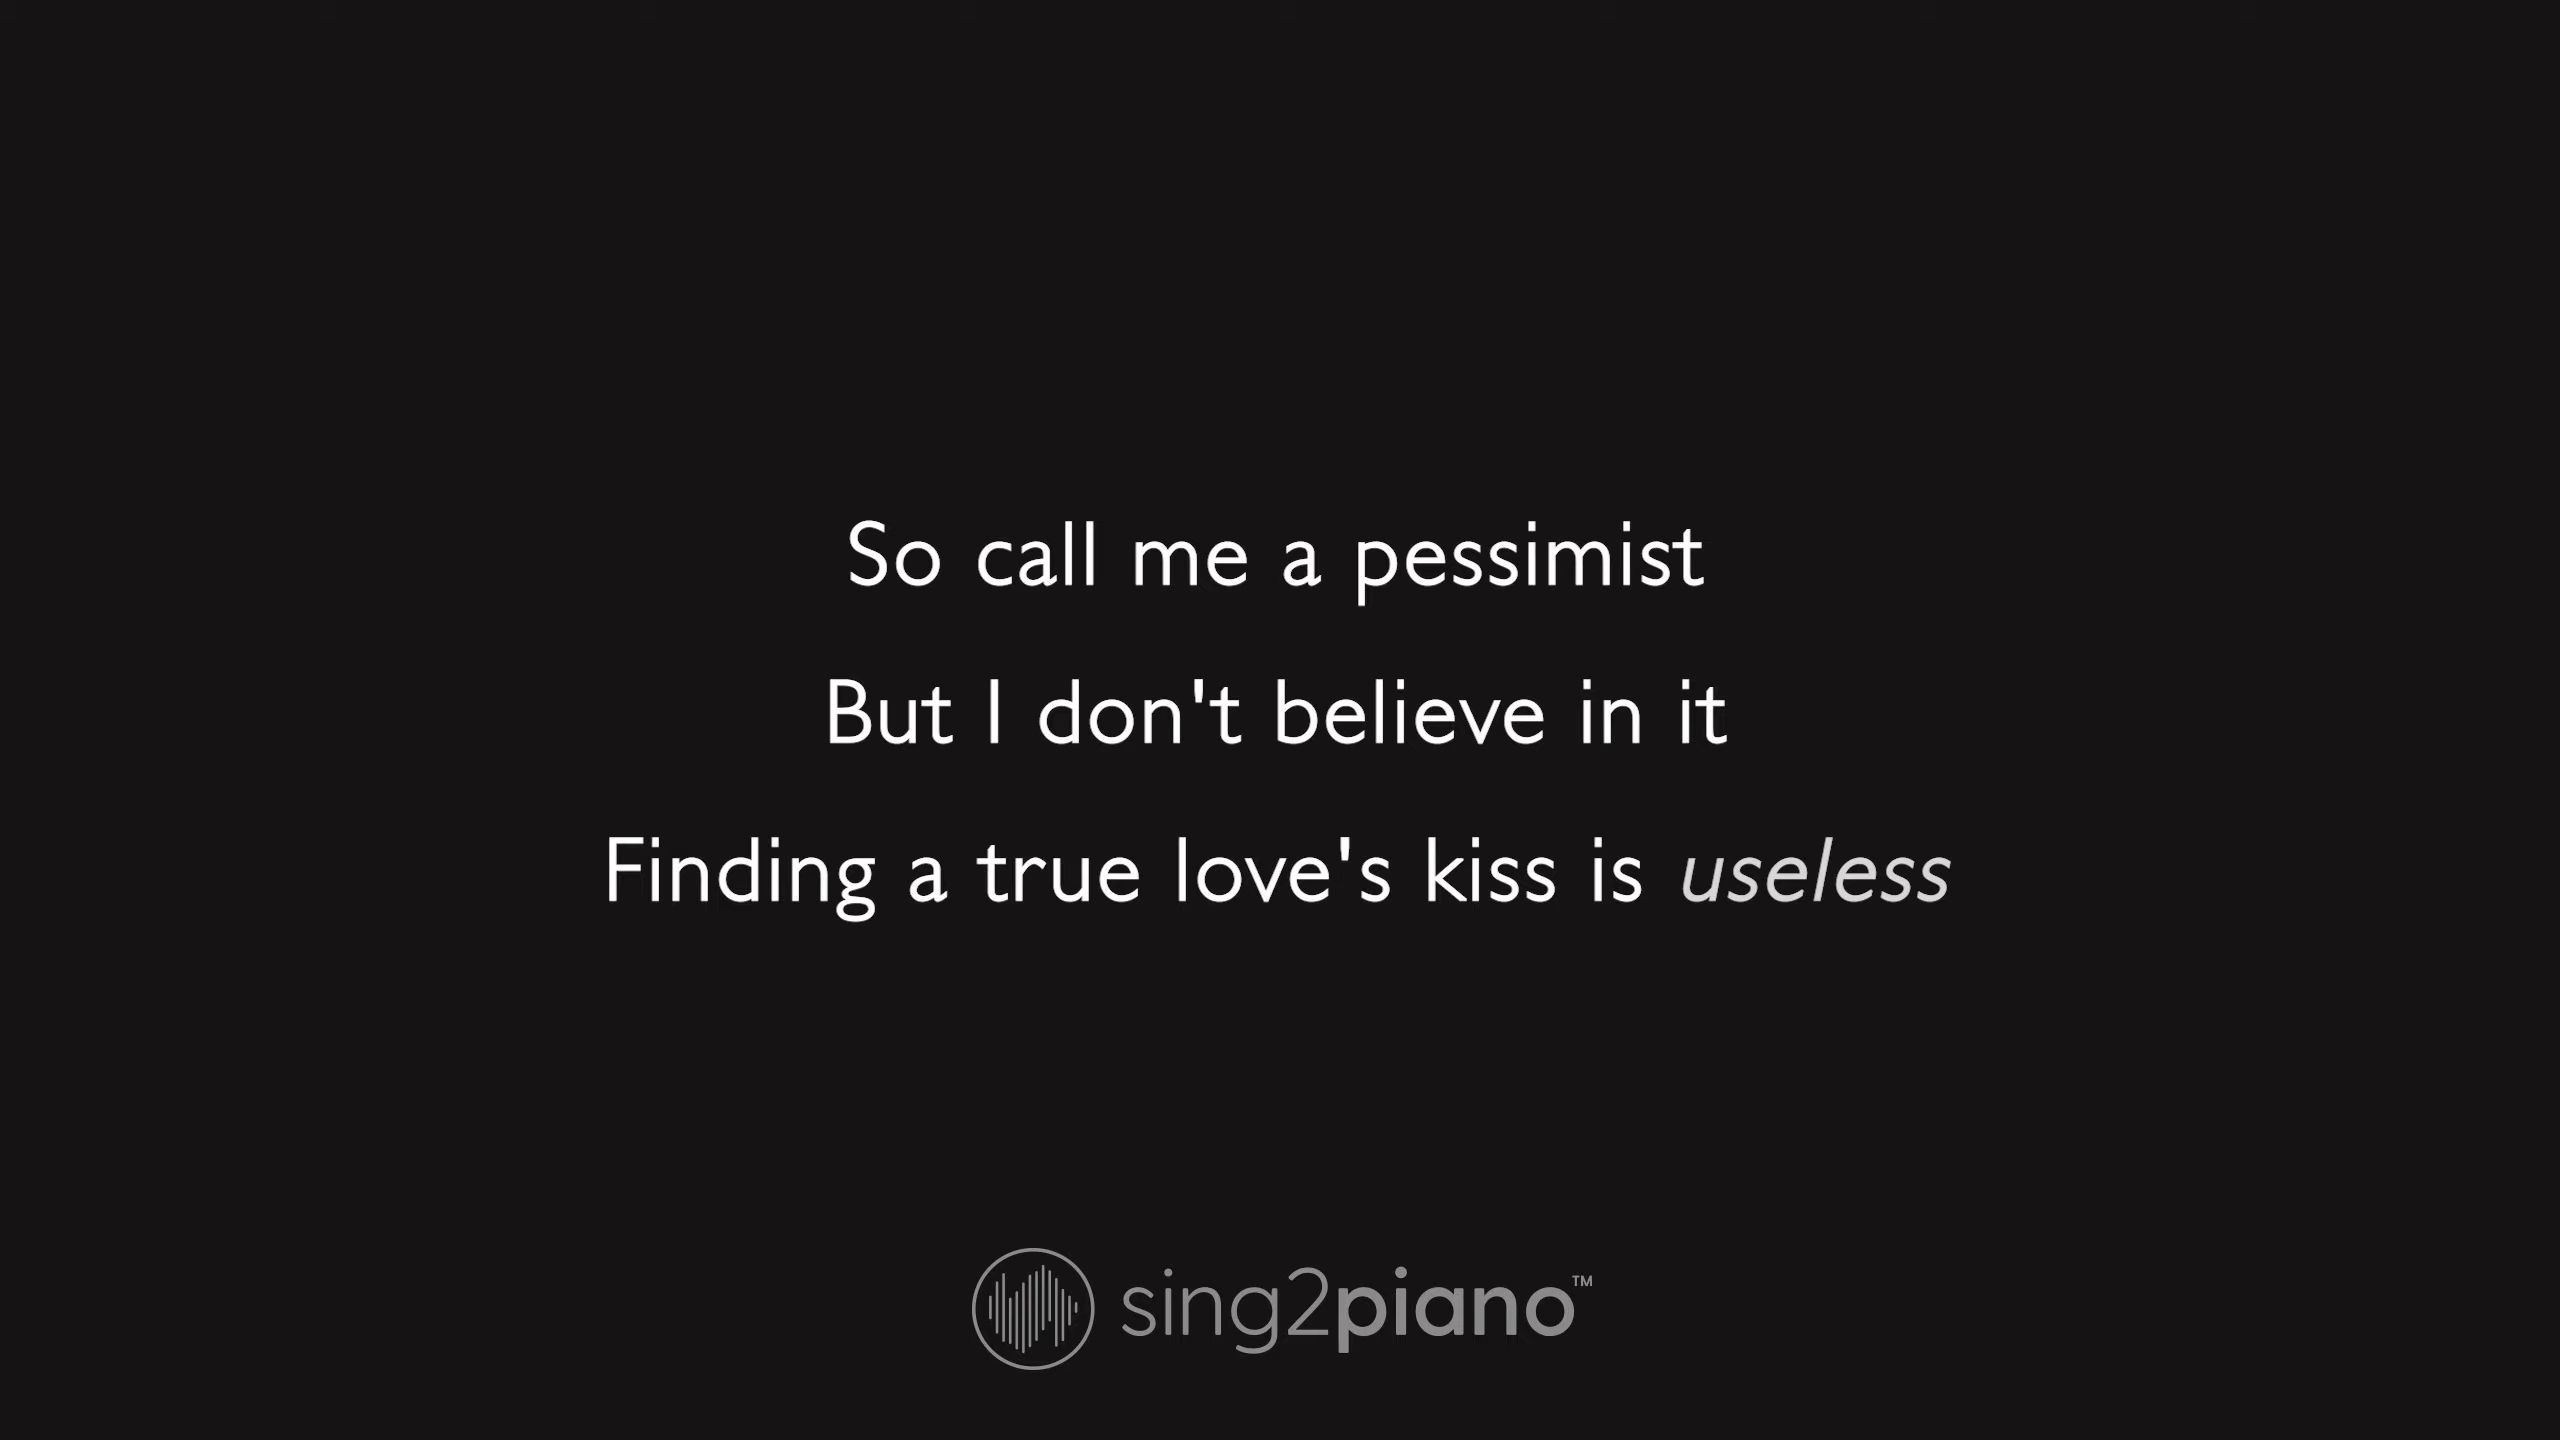 So call me a pessimist
But I don't believe in it
Finding a true love's kiss is useless
sing2piano™